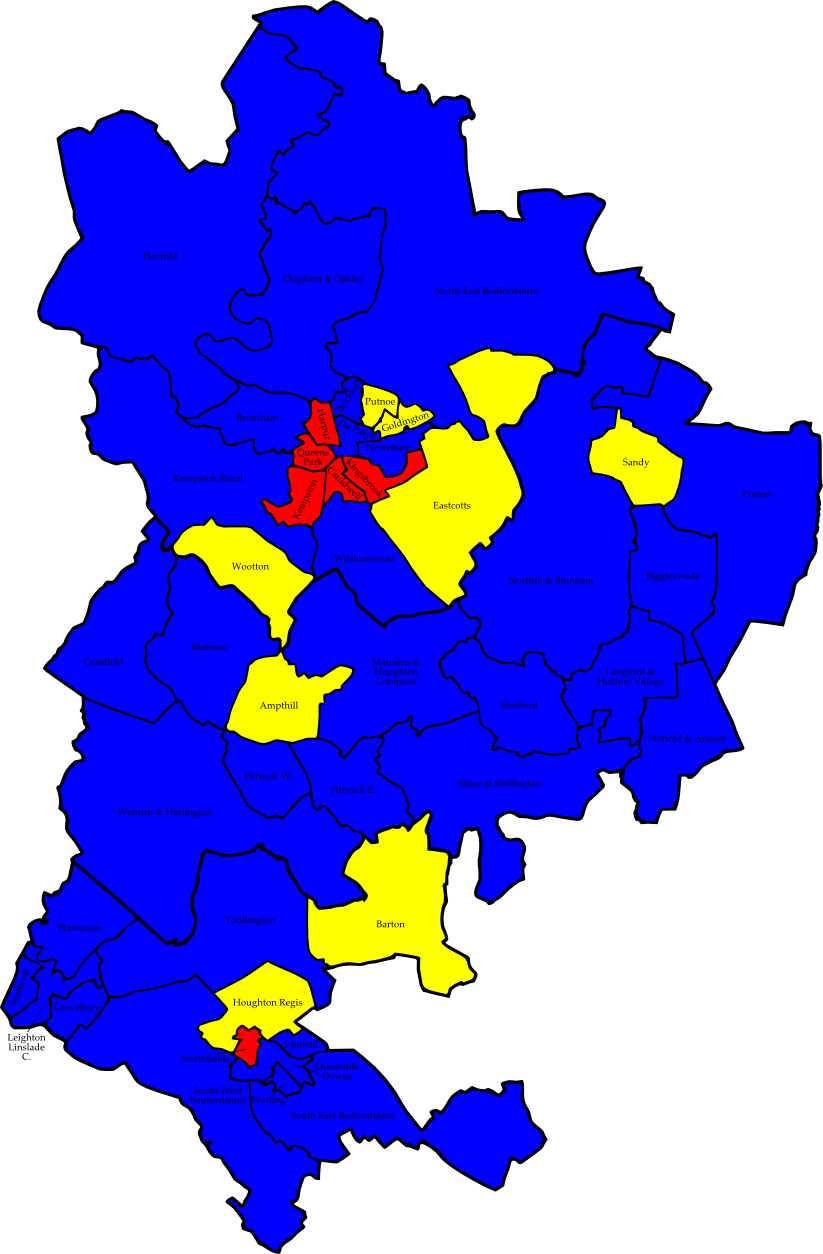 Harrold
Clapham & Oakley
North East Bedfordshire
Putnoe
Goldington
Harpur
Bromham
Newnham
Queens
Park
Kingsbrook
Cauldwell
Kempston
Kempston Rural
Sandy
Potton
Eastcotts
Wootton
Wilshamstead
Northill & Blunham
Biggleswade
Marston
Cranfield
Maulden &
Houghton
Conquest
Langford &
Henlow Village
Ampthill
Shefford
Stotfold & Arlesey
Flitwick W.
Flitwick E.
Silsoe & Shillington
Woburn & Harlington
Toddington
Barton
Plantation
Grovebury
Houghton Regis
Leighton
Linslade
C.
Northfields
Icknield
Dunstable
Downs
South West
Bedfordshire
Watling
South East Bedfordshire